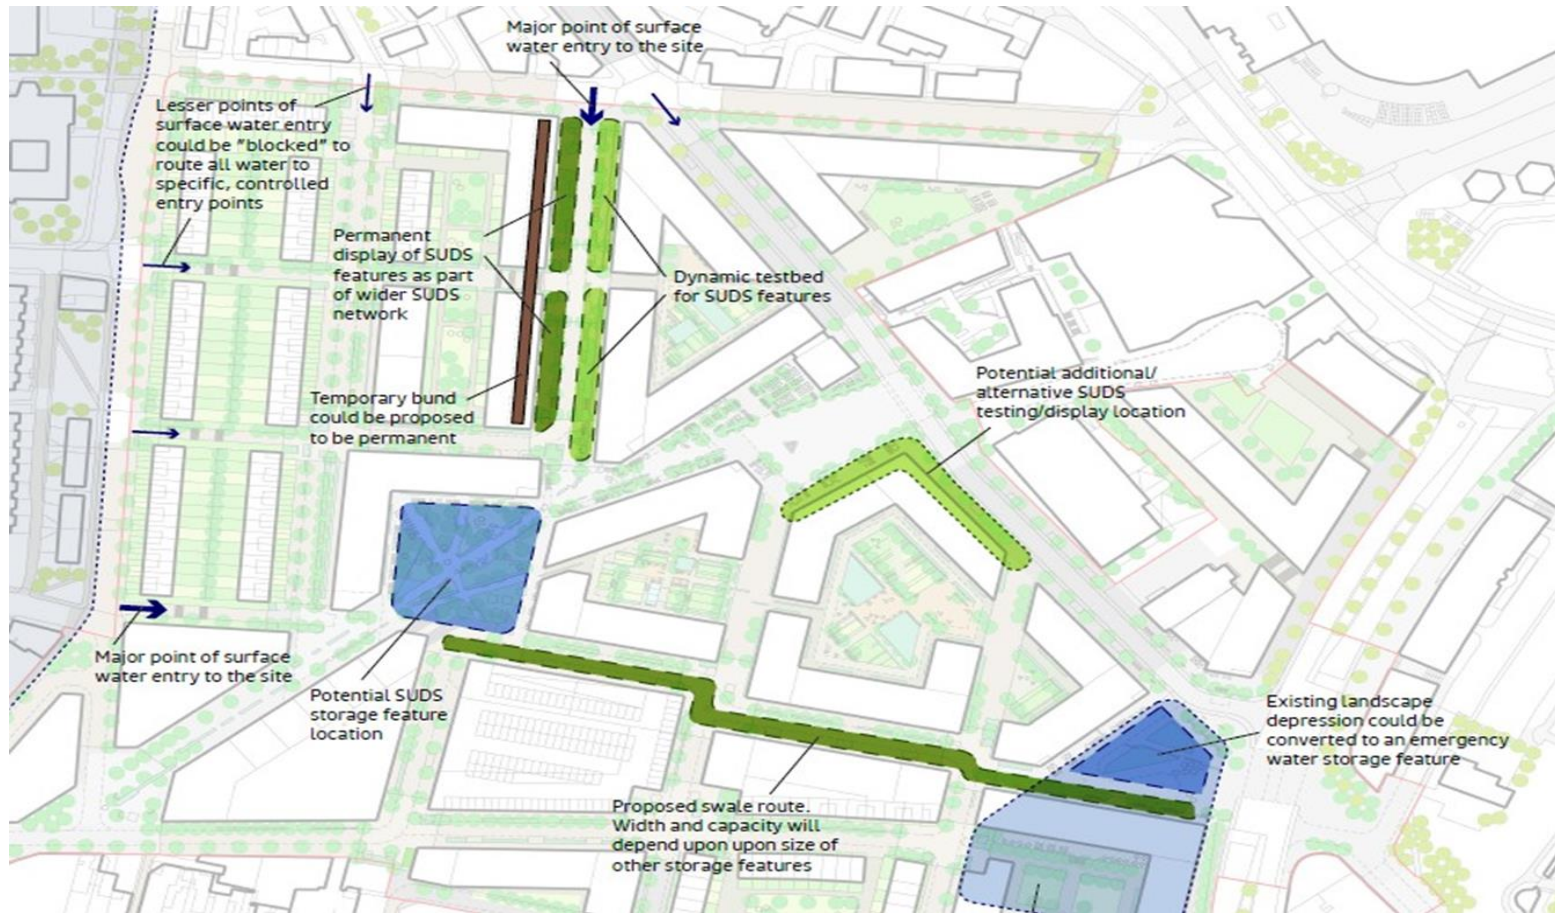 Major point of surface
water entry to the site
Lesser points of
surface water entry
could be "blocked" to
route all water to
specific, controlled
entry points
Permanent
display of SUDS
features as part
of wider SUDS
network
Dynamic testbed
for SUDS features
Temporary bund
could be proposed
to be permanent
Potential additional/
alternative SUDS
testing/display location
Major point of surface
water entry to the site
Potential SUDS
storage feature
location
Existing landscape
depression could be
converted to an emergency
water storage feature
Proposed swale route.
Width and capacity will
depend upon upon size of
other storage features